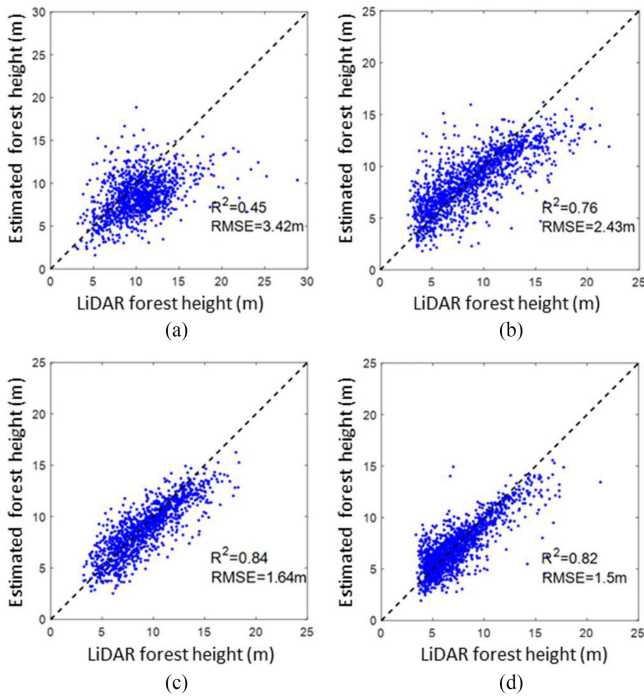 30
25
20
15
10
5
0
Estimated forest height (m)
R²=0.45
RMSE=3.42m
0 5 10 15 20 25 30
LiDAR forest height (m)
(a)
25
20
15
10
5
0
Estimated forest height (m)
R²=0.76
RMSE=2.43m
0 5 10 15 20 25
LiDAR forest height (m)
(b)
25
20
15
10
5
0
Estimated forest height (m)
R²=0.84
RMSE=1.64m
0 5 10 15 20 25
LiDAR forest height (m)
(c)
25
20
15
10
5
0
Estimated forest height (m)
R²=0.82
RMSE=1.5m
0 5 10 15 20 25
LiDAR forest height (m)
(d)